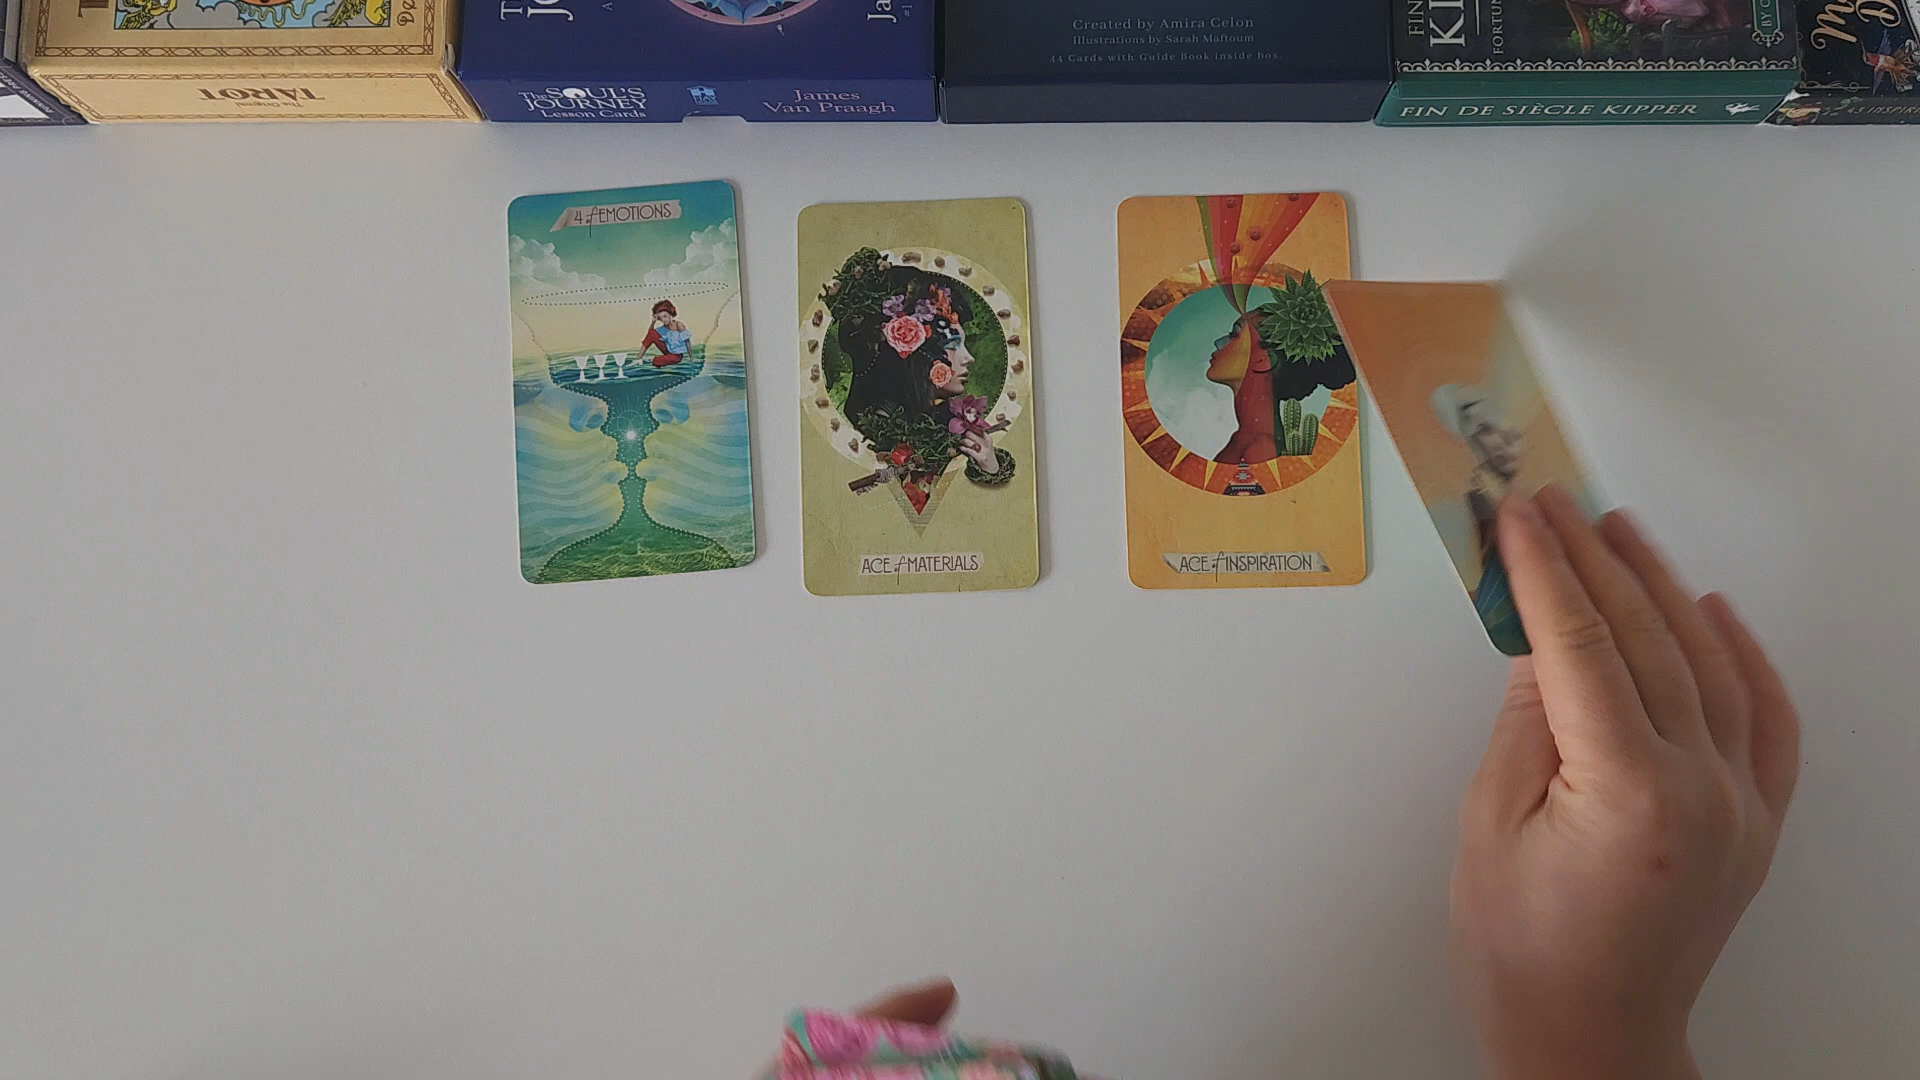 The Original
TAROT
The SOUL'S
JOURNEY
Lesson Cards
James
Van Praagh
Created by Amira Celon
Illustrations by Sarah Maftoum
44 Cards with Guide Book inside box.
FIN DE SIÈCLE KIPPER
4 of EMOTIONS
ACE of MATERIALS
ACE of INSPIRATION